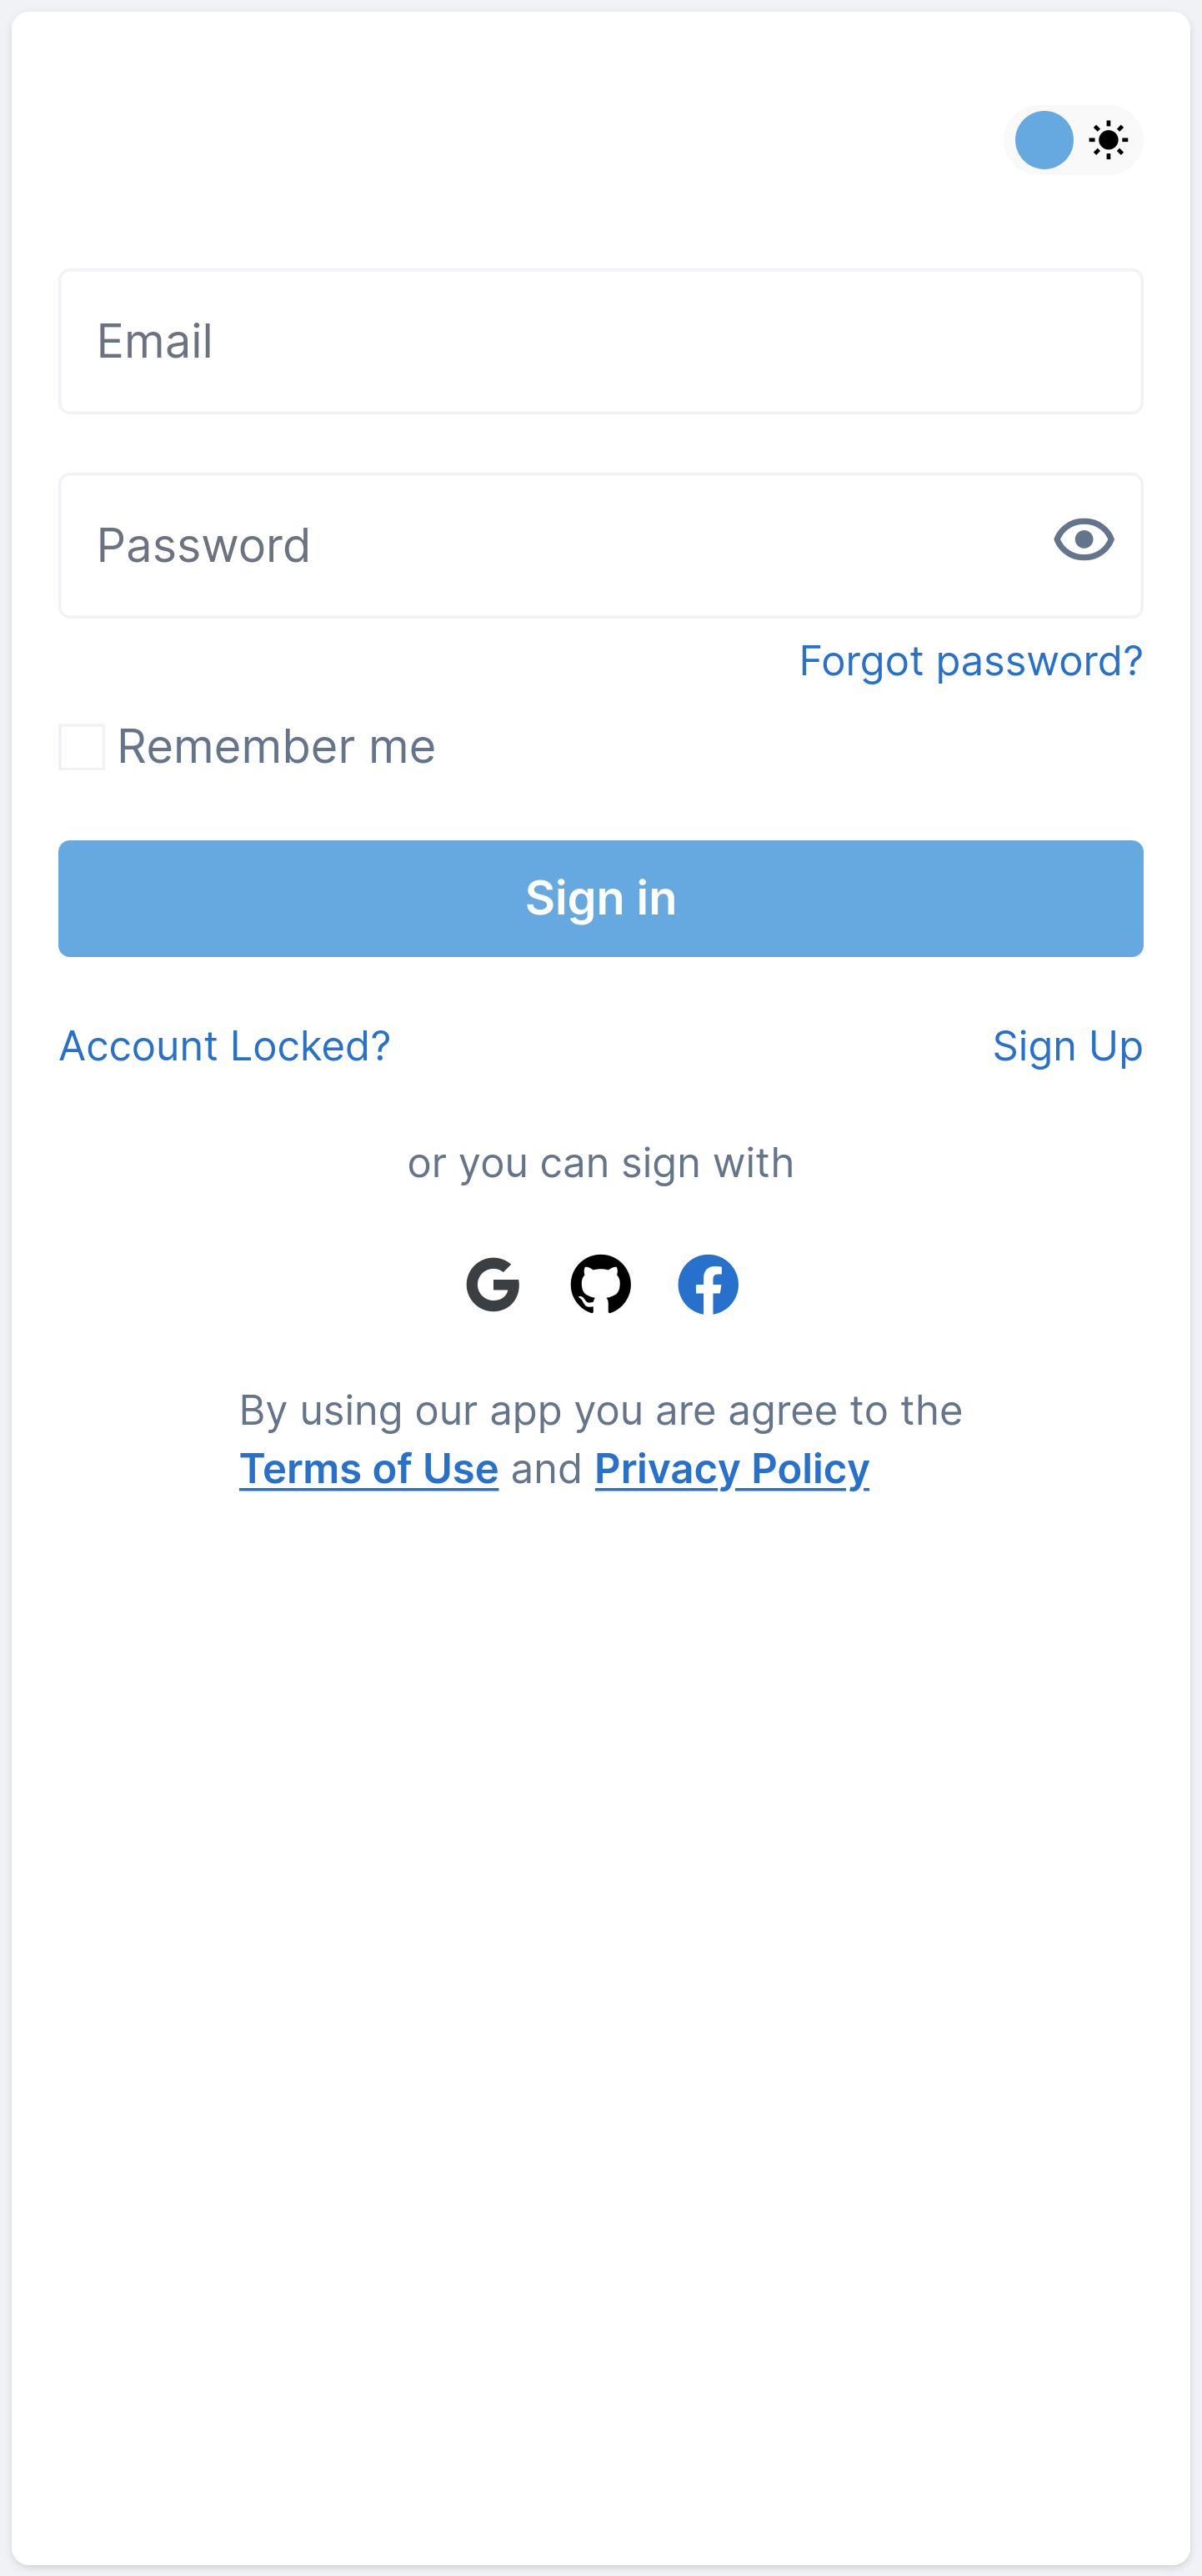 Email
Password
Forgot password?
Remember me
Sign in
Account Locked?
Sign Up
or you can sign with
By using our app you are agree to the
Terms of Use and Privacy Policy